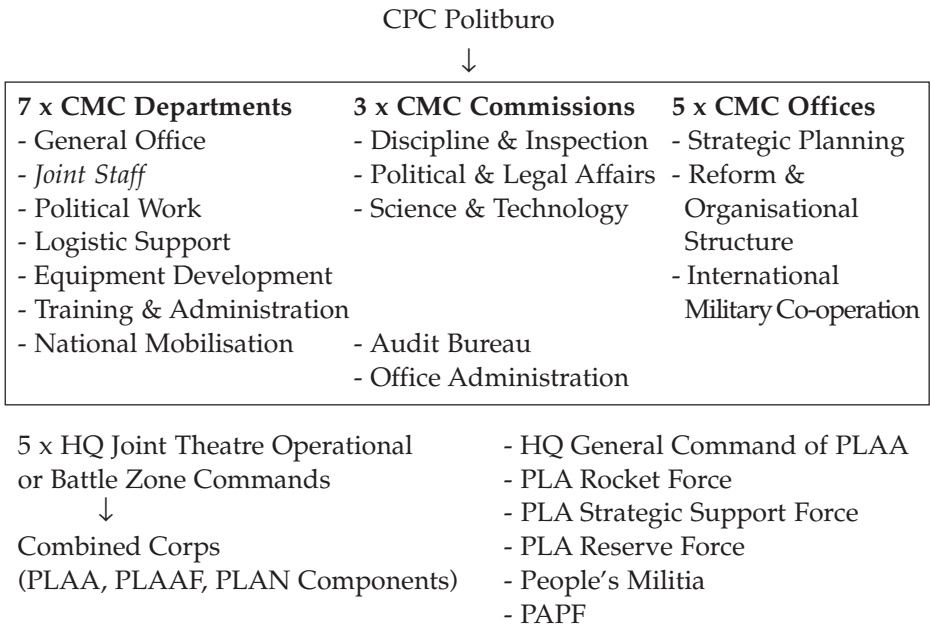 CPC Politburo
↓
7 x CMC Departments
- General Office
- Joint Staff
- Political Work
- Logistic Support
- Equipment Development
- Training & Administration
- National Mobilisation
3 x CMC Commissions
- Discipline & Inspection
- Political & Legal Affairs
- Science & Technology
- Audit Bureau
- Office Administration
5 x CMC Offices
- Strategic Planning
- Reform &
Organisational
Structure
- International
Military Co-operation
5 x HQ Joint Theatre Operational
or Battle Zone Commands
↓
Combined Corps
(PLAA, PLAAF, PLAN Components)
- HQ General Command of PLAA
- PLA Rocket Force
- PLA Strategic Support Force
- PLA Reserve Force
- People's Militia
- PAPF